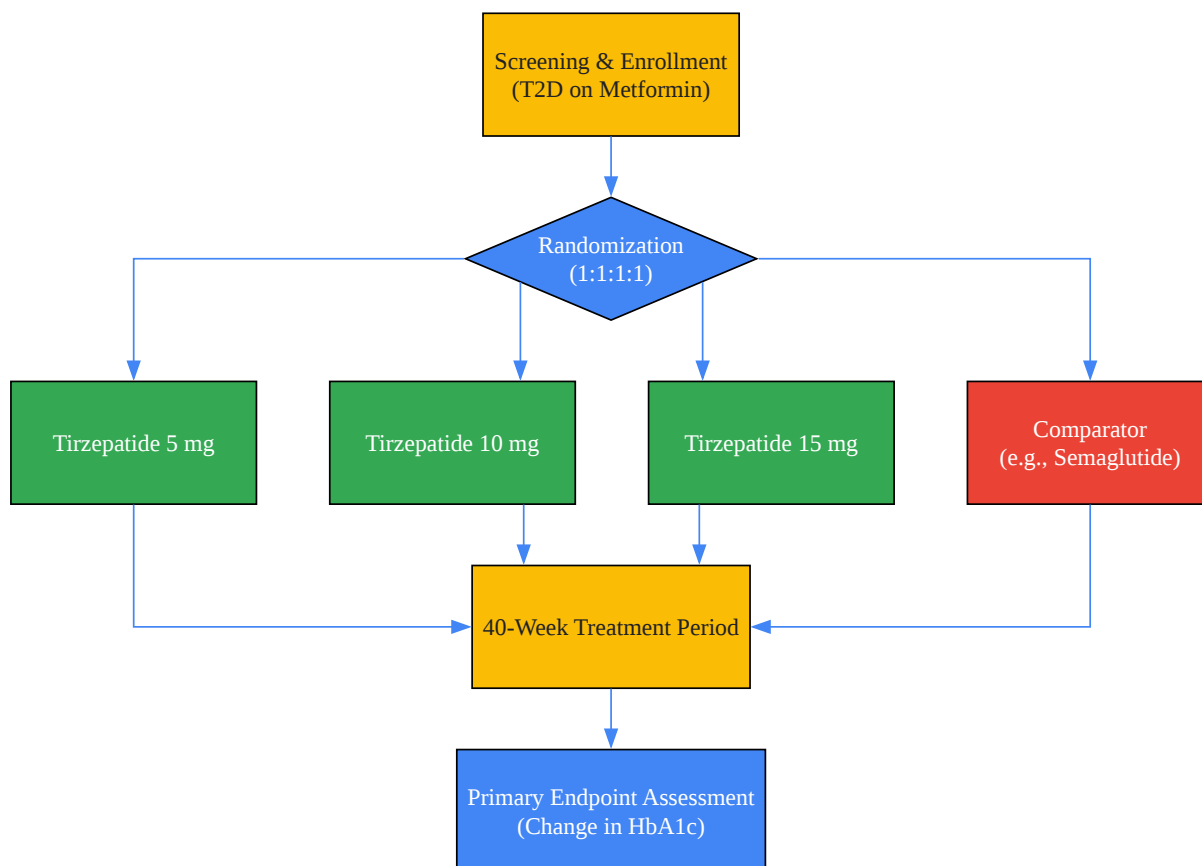 Screening & Enrollment
(T2D on Metformin)
Randomization
(1:1:1:1)
Tirzepatide 5 mg
Tirzepatide 10 mg
Tirzepatide 15 mg
Comparator
(e.g., Semaglutide)
40-Week Treatment Period
Primary Endpoint Assessment
(Change in HbA1c)